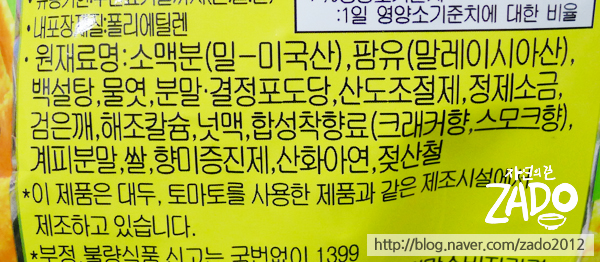 :1일 영양소기준치에 대한 비율
·내포장재질:폴리에틸렌
·원재료명:소맥분(밀-미국산),팜유(말레이시아산),
백설탕,물엿,분말·결정포도당,산도조절제,정제소금,
검은깨,해조칼슘,넛맥,합성착향료(크래커향,스모크향),
계피분말,쌀,향미증진제,산화아연,젖산철
*이 제품은 대두, 토마토를 사용한 제품과 같은 제조시설에서
제조하고 있습니다.
*부정,불량식품 신고는 국번없이 1399
ZADO
http://blog.naver.com/zado2012